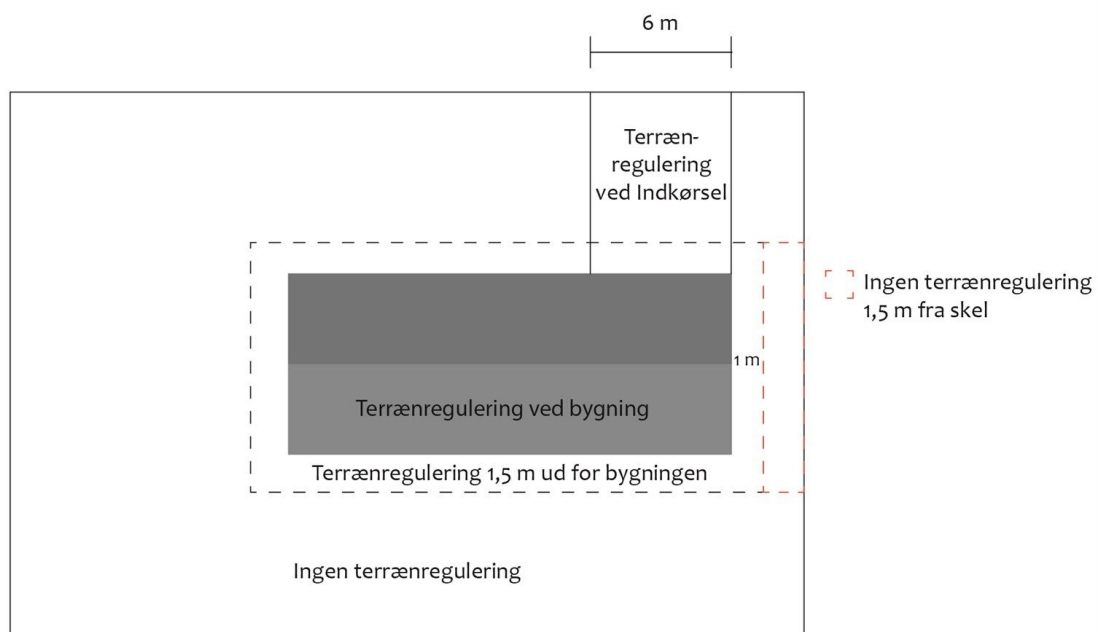 6 m
Terræn-
regulering
ved Indkørsel
Ingen terrænregulering
1,5 m fra skel
1 m
Terrænregulering ved bygning
Terrænregulering 1,5 m ud for bygningen
Ingen terrænregulering